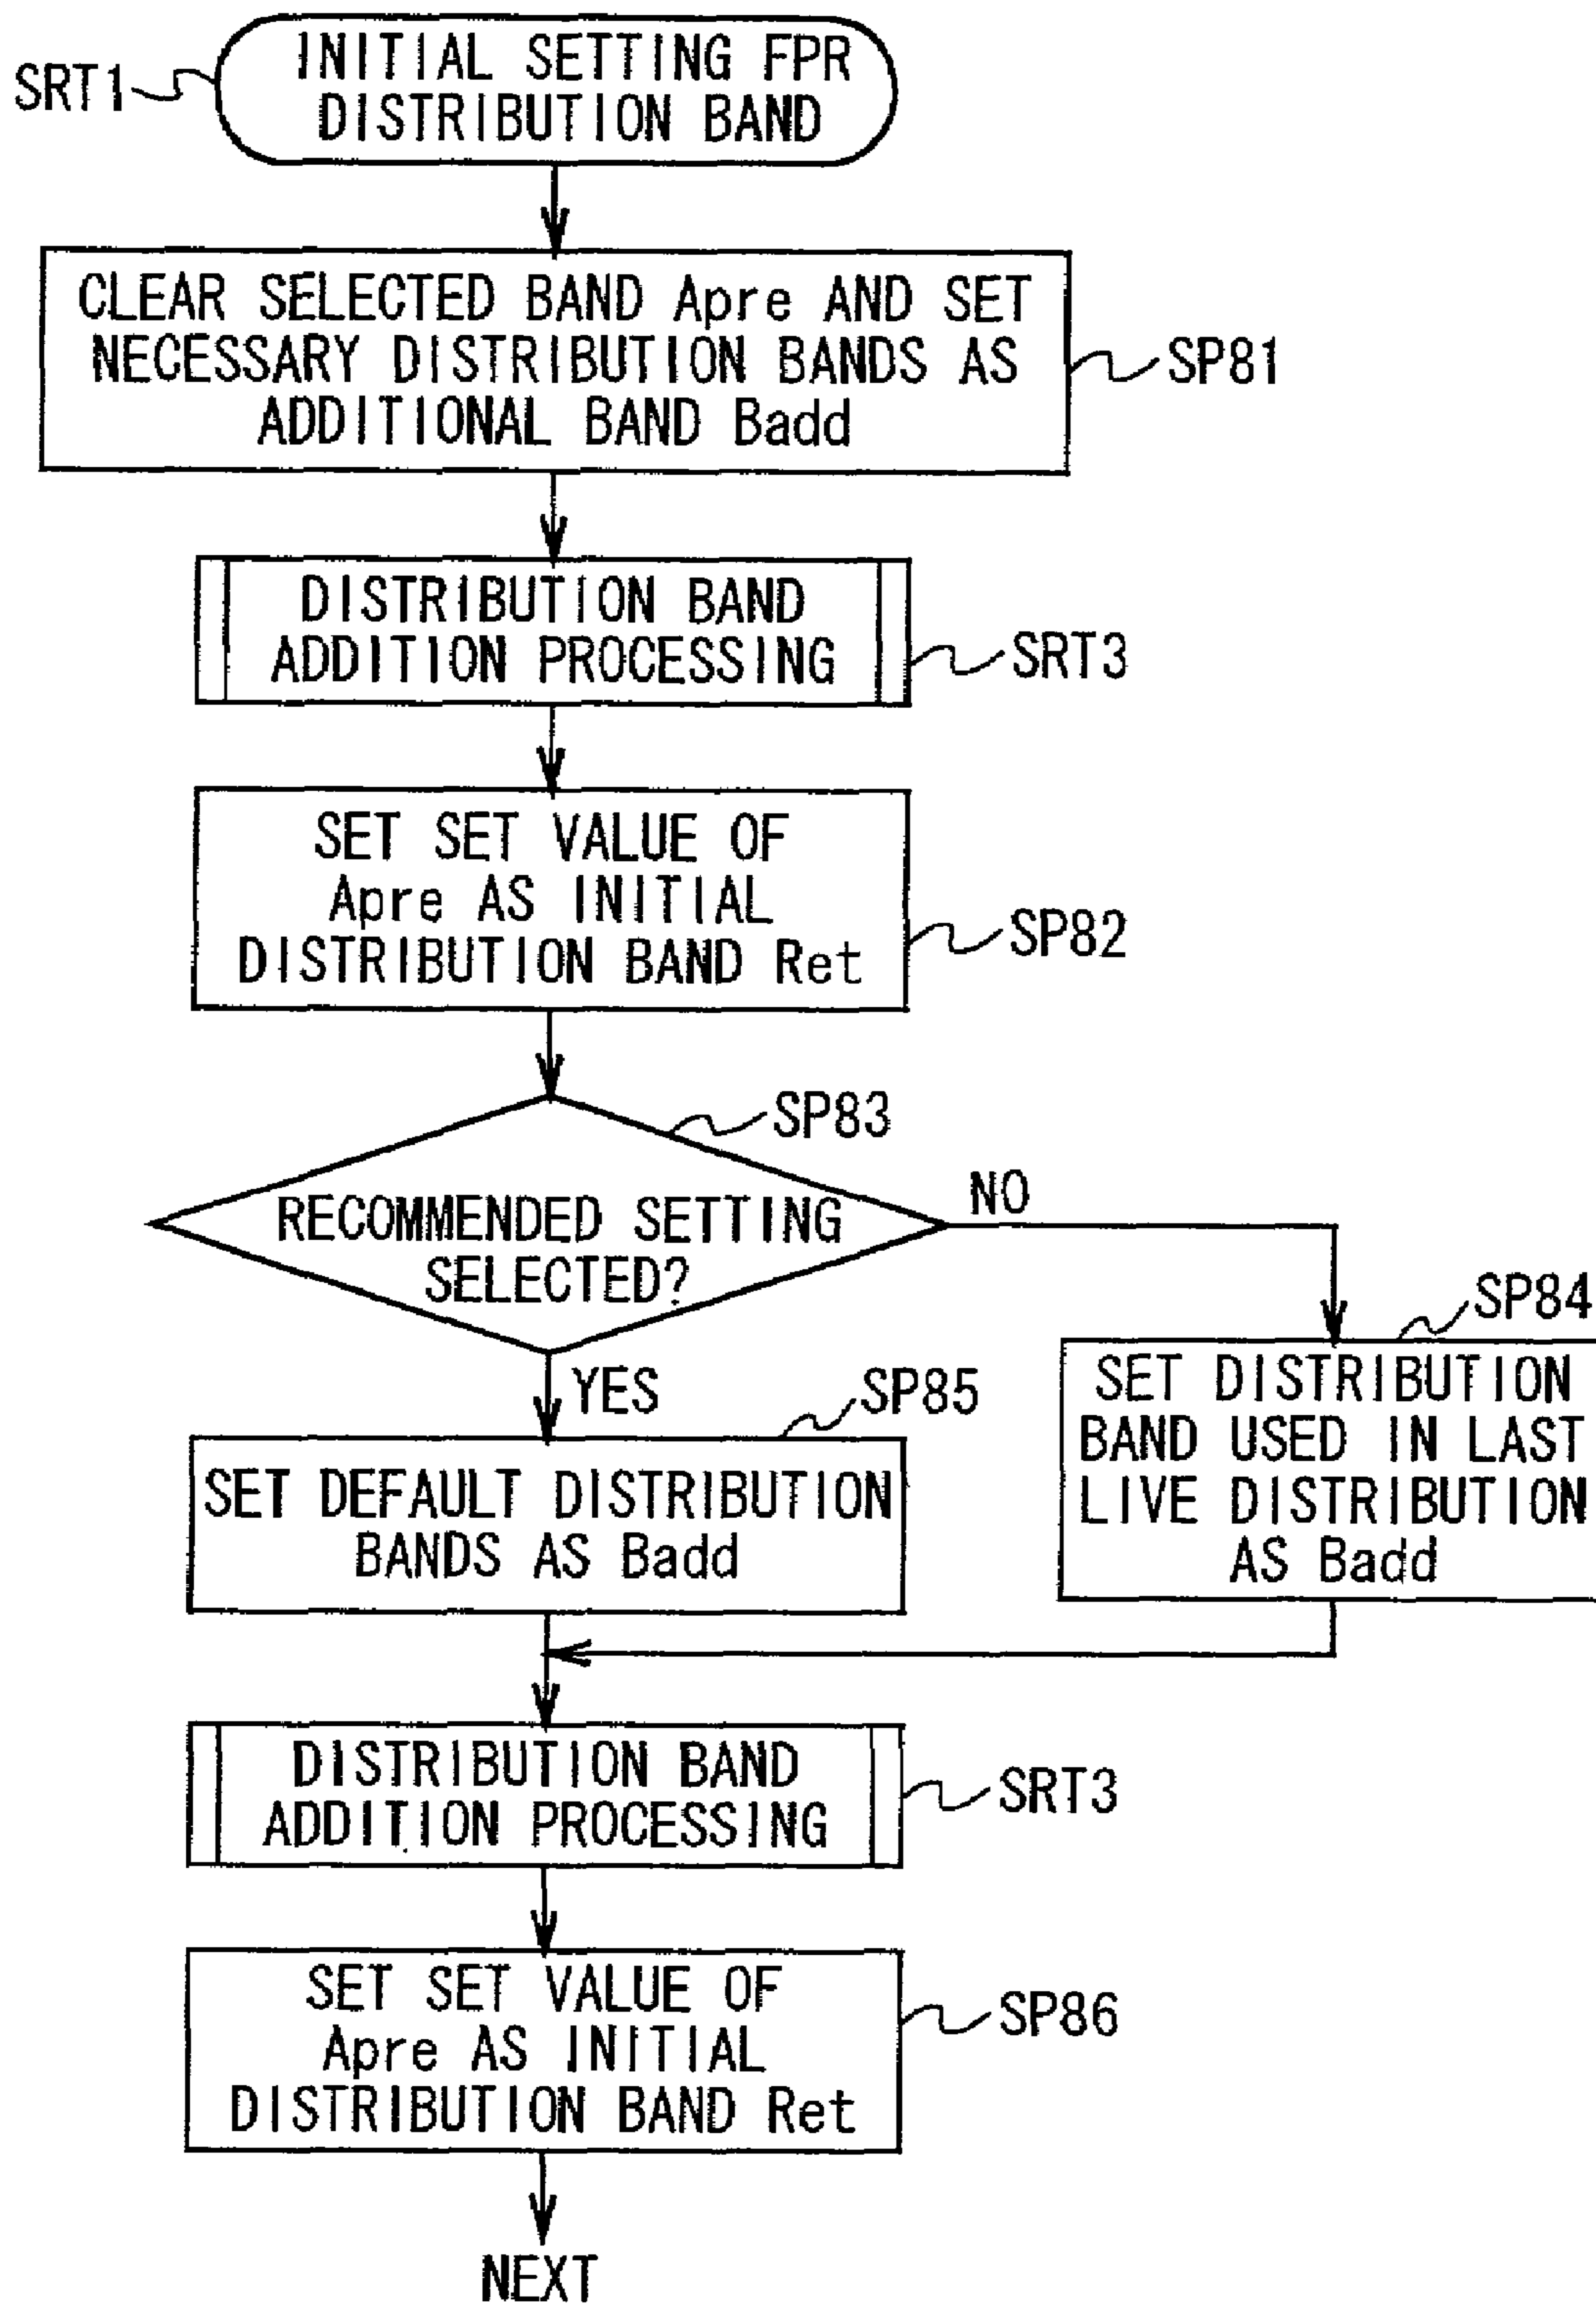 SRT1
INITIAL SETTING FPR
DISTRIBUTION BAND
CLEAR SELECTED BAND Apre AND SET
NECESSARY DISTRIBUTION BANDS AS
ADDITIONAL BAND Badd
SP81
DISTRIBUTION BAND
ADDITION PROCESSING
SRT3
SET SET VALUE OF
Apre AS INITIAL
DISTRIBUTION BAND Ret
SP82
SP83
RECOMMENDED SETTING
SELECTED?
NO
YES
SP84
SET DISTRIBUTION
BAND USED IN LAST
LIVE DISTRIBUTION
AS Badd
SP85
SET DEFAULT DISTRIBUTION
BANDS AS Badd
DISTRIBUTION BAND
ADDITION PROCESSING
SRT3
SET SET VALUE OF
Apre AS INITIAL
DISTRIBUTION BAND Ret
SP86
NEXT